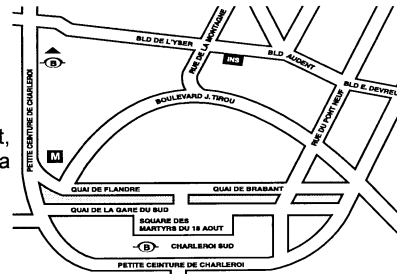 BLD DE L'YSER
RUE DE LA MONTAGNE
INS
BLD AUDENT
BLD E. DEVREU
B
PETITE CEINTURE DE CHARLEROI
BOULEVARD J. TIROU
RUE DU PONT NEUF
t,
a
M
QUAI DE FLANDRE
QUAI DE BRABANT
QUAI DE LA GARE DU SUD
SQUARE DES
MARTYRS DU 18 AOUT
B CHARLEROI SUD
PETITE CEINTURE DE CHARLEROI